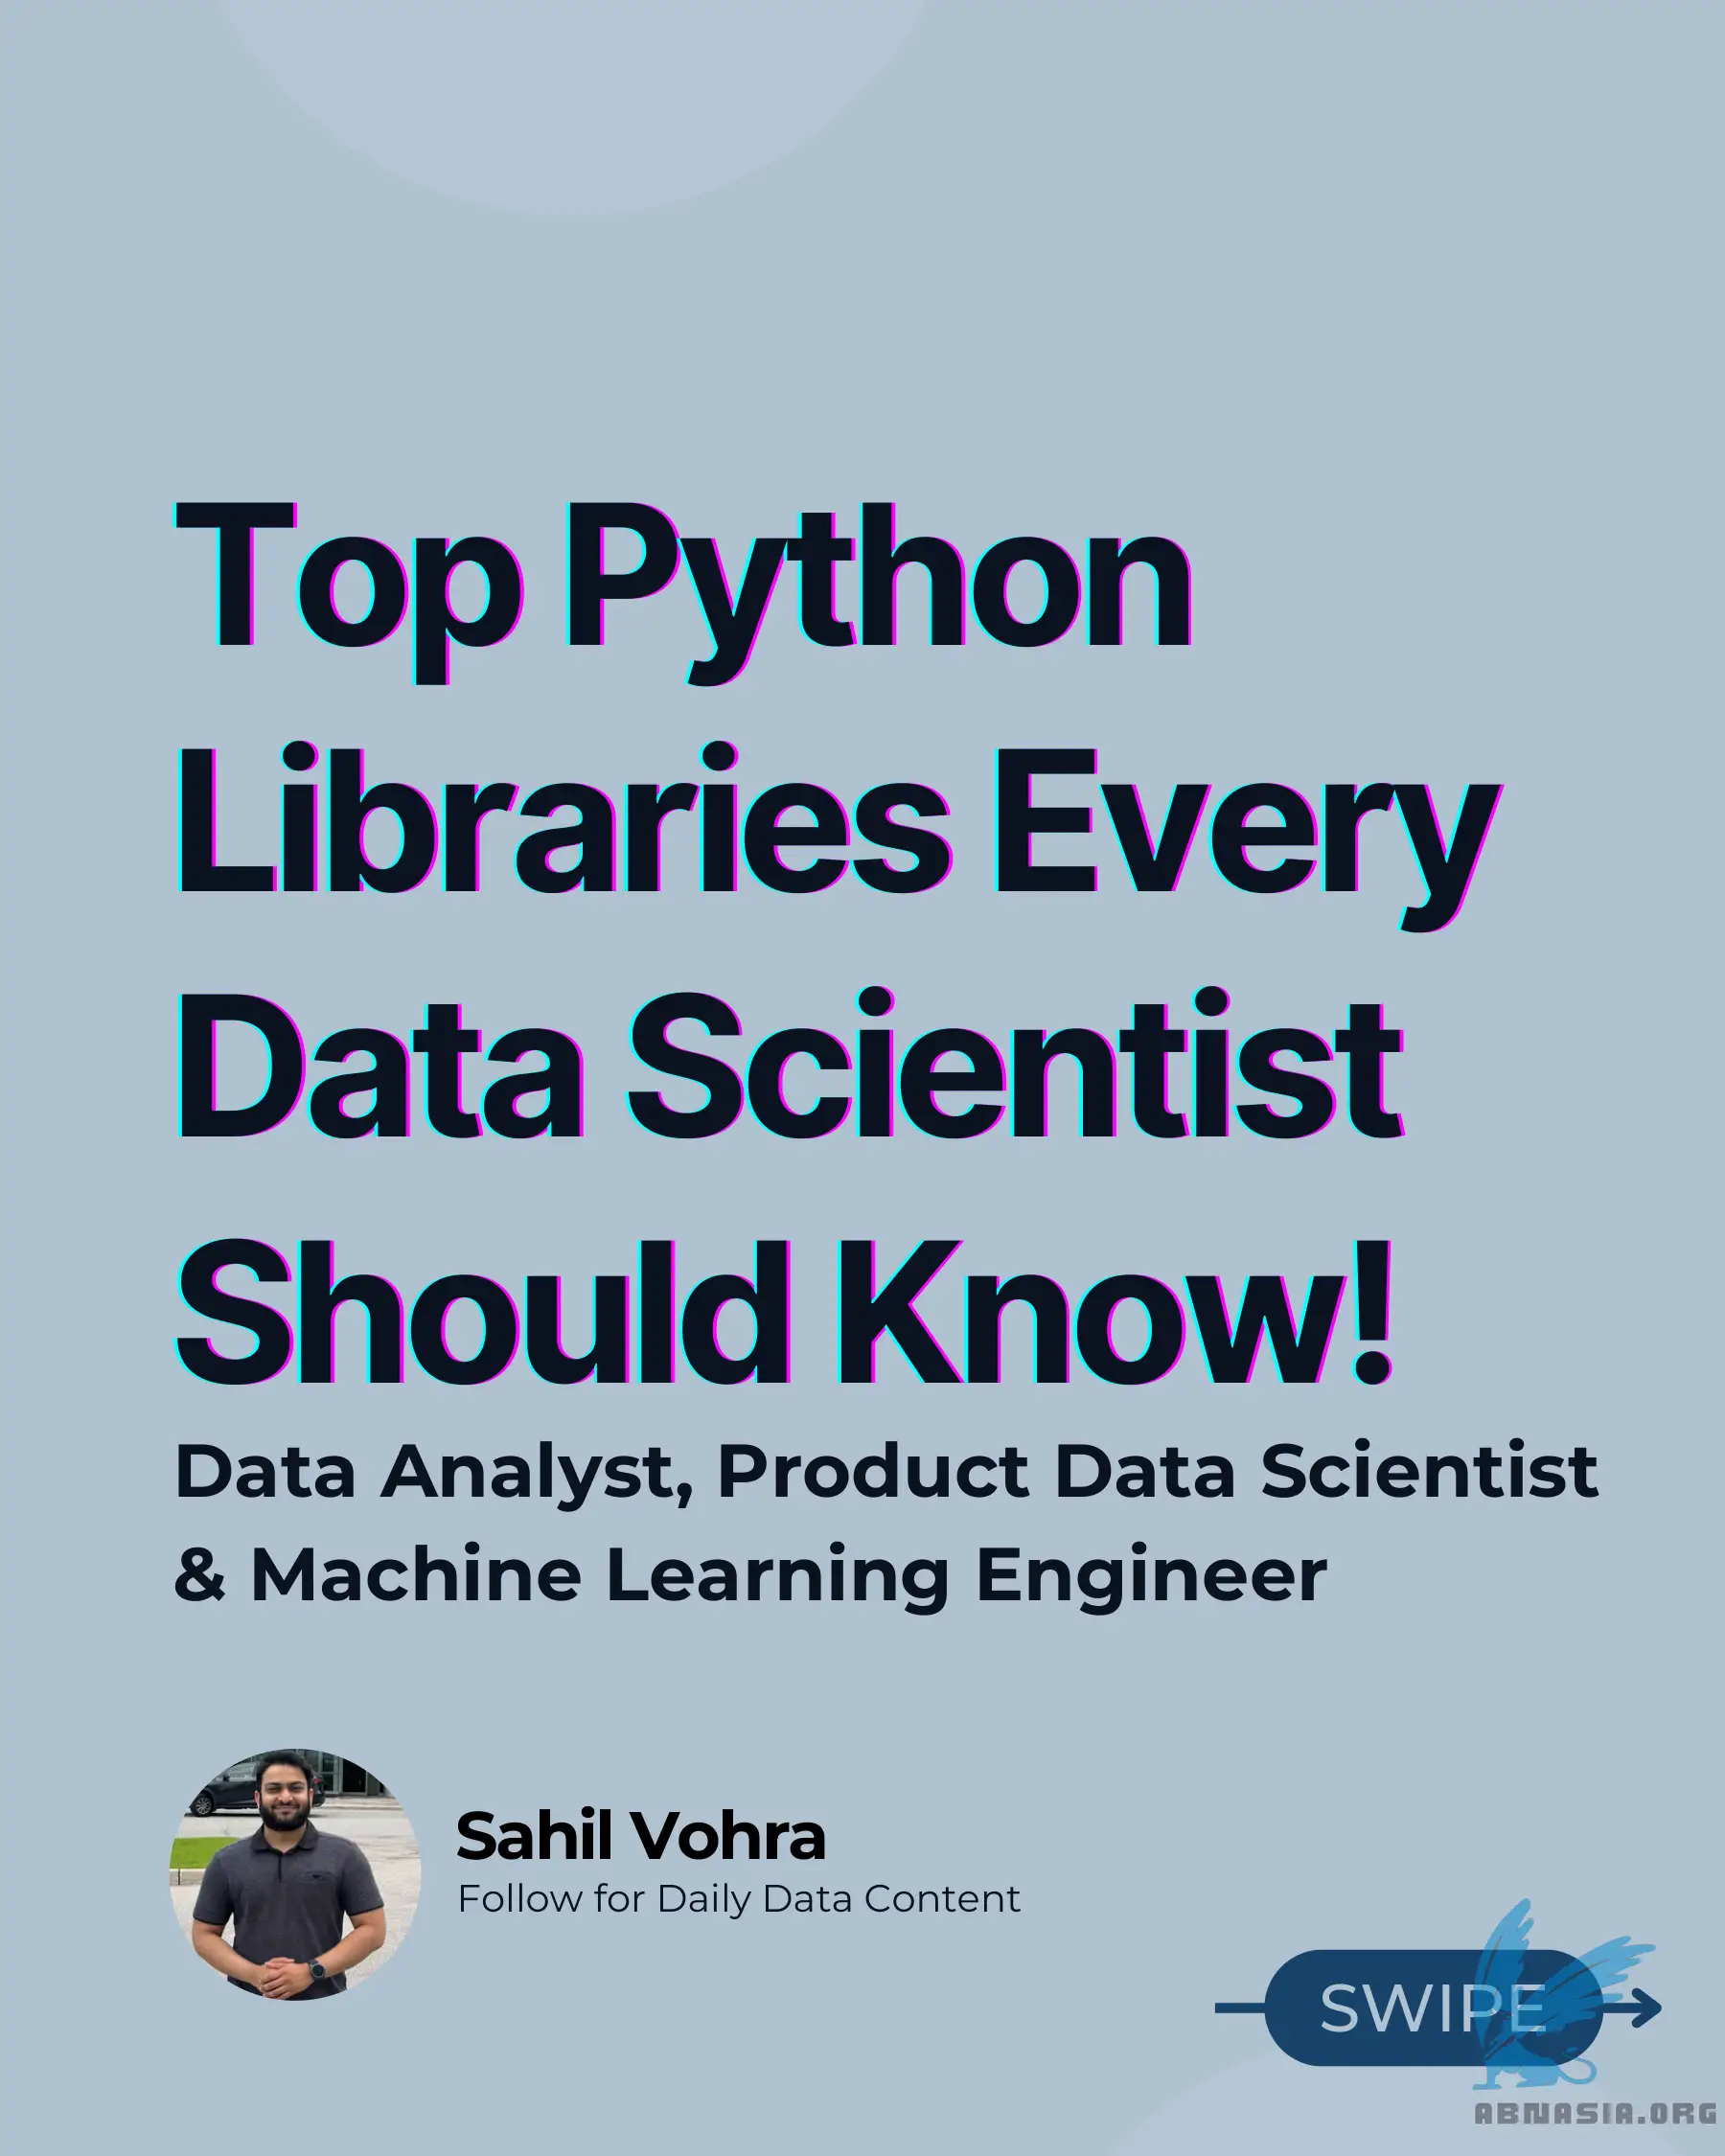 Top Python
Libraries Every
Data Scientist
Should Know!
Data Analyst, Product Data Scientist
& Machine Learning Engineer
Sahil Vohra
Follow for Daily Data Content
SWIPE
ABNASIA.ORG